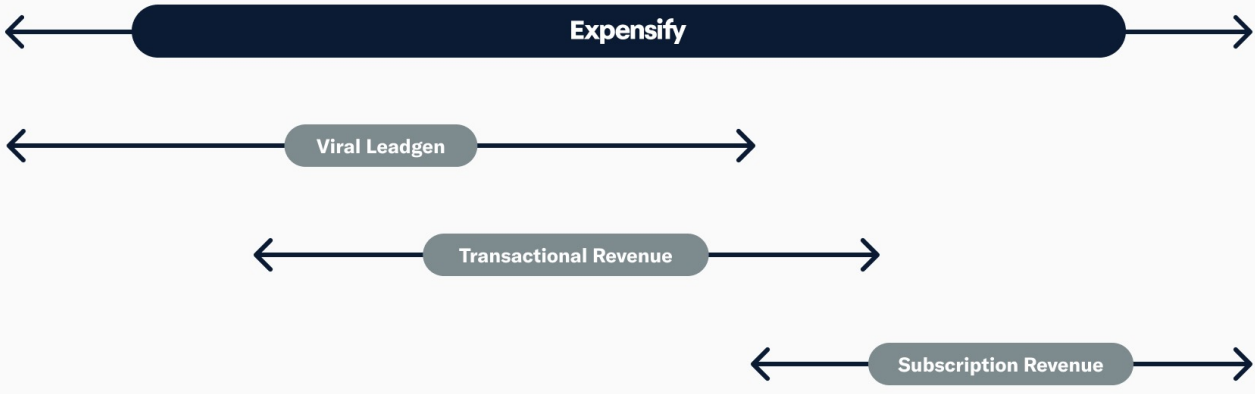 Expensify
Viral Leadgen
Transactional Revenue
Subscription Revenue